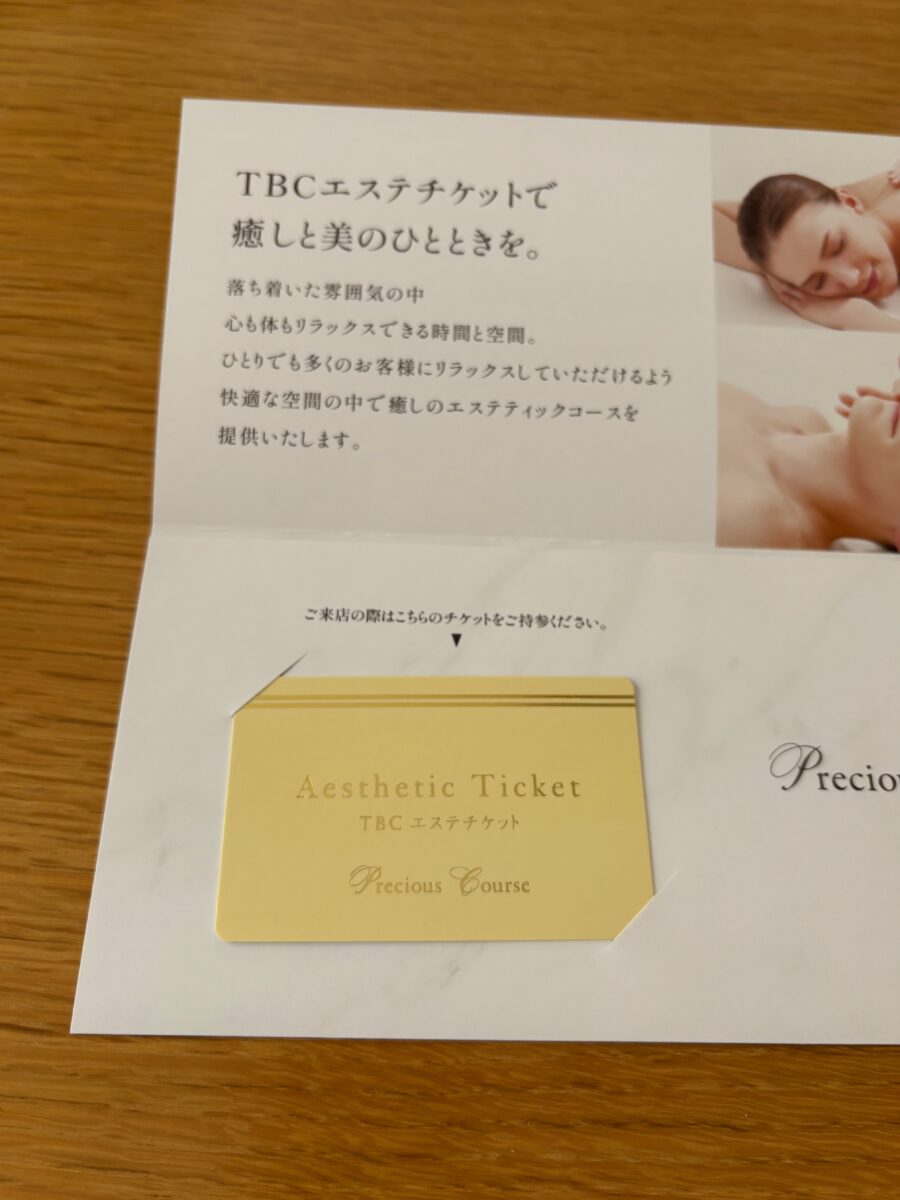 TBCエステチケットで
癒しと美のひとときを。
落ち着いた雰囲気の中
心も体もリラックスできる時間と空間。
ひとりでも多くのお客様にリラックスしていただけるよう
快適な空間の中で癒しのエステティックコースを
提供いたします。
ご来店の際はこちらのチケットをご持参ください。
▼
Aesthetic Ticket
TBC エステチケット
Precious Course